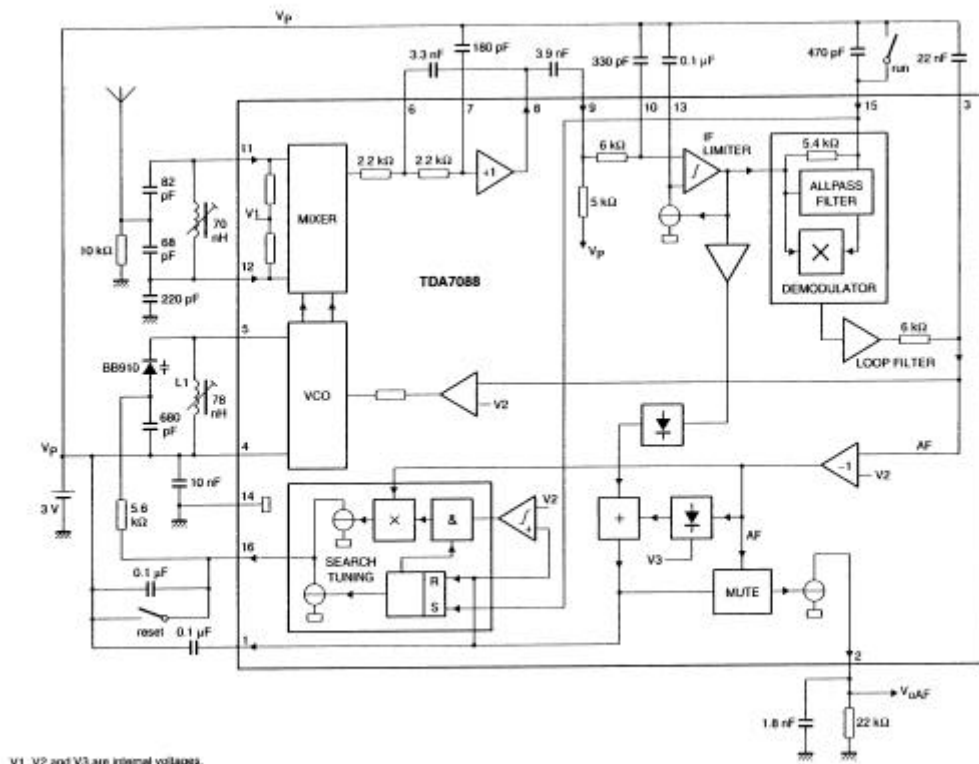 VP
3.3 nF
180 pF
3.9 nF
330 pF
0.1 µF
470 pF
run
22 nF
6
7
8
9
10
13
15
3
11
82 pF
V1
70 nH
10 kΩ
68 pF
12
220 pF
MIXER
2.2 kΩ
2.2 kΩ
+1
6 kΩ
5 kΩ
VP
IF LIMITER
5.4 kΩ
ALLPASS FILTER
DEMODULATOR
TDA7088
6 kΩ
LOOP FILTER
5
BB910
L1
78 nH
680 pF
VCO
V2
VP
4
10 nF
14
3 V
5.6 kΩ
16
0.1 µF
reset
0.1 µF
1
SEARCH TUNING
&
V2
R
S
+
V3
AF
MUTE
−1
AF
V2
2
VoAF
1.8 nF
22 kΩ
V1, V2 and V3 are internal voltages.